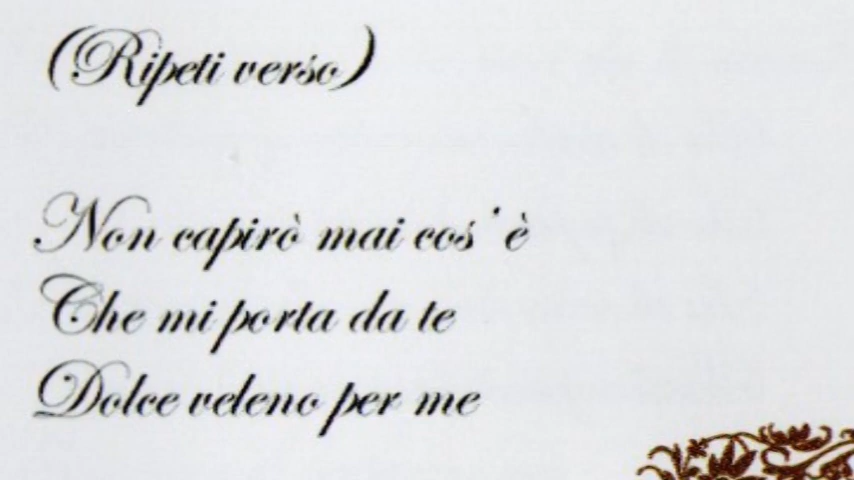 (Ripeti verso)
Non capirò mai cos'è
Che mi porta da te
Dolce veleno per me